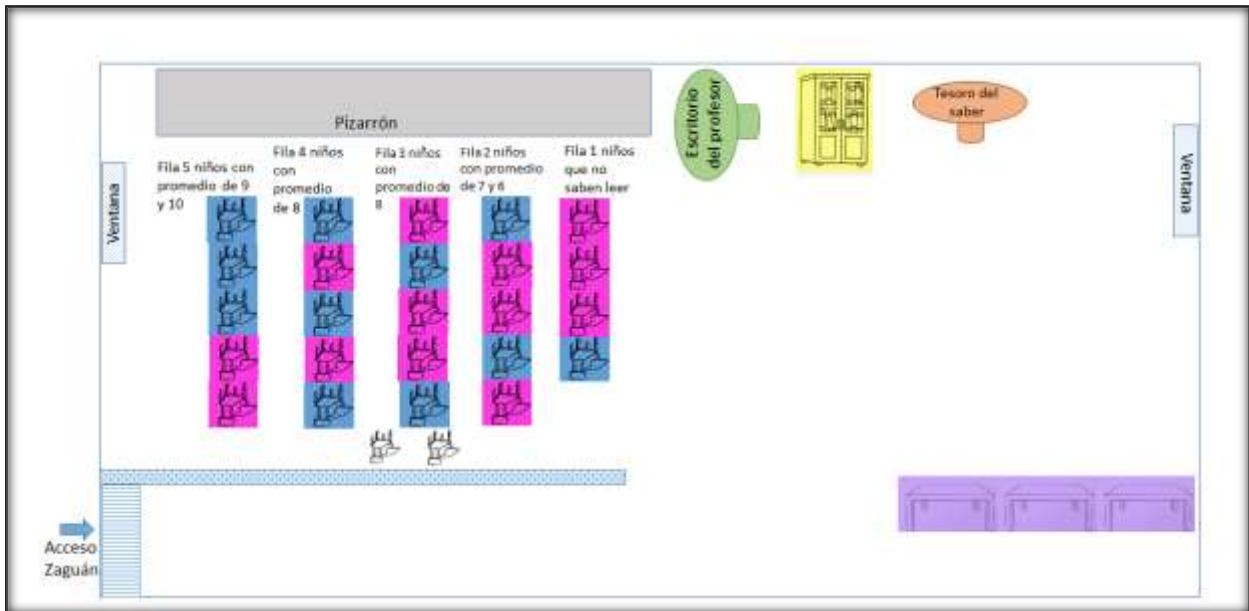 Pizarrón
Escritorio
del profesor
Tesoro del
saber
Ventana
Ventana
Fila 5 niños con
promedio de 9
y 10
Fila 4 niños
con
promedio
de 8
Fila 3 niños
con
promedio de
8
Fila 2 niños
con promedio
de 7 y 6
Fila 1 niños
que no
saben leer
Acceso
Zaguán